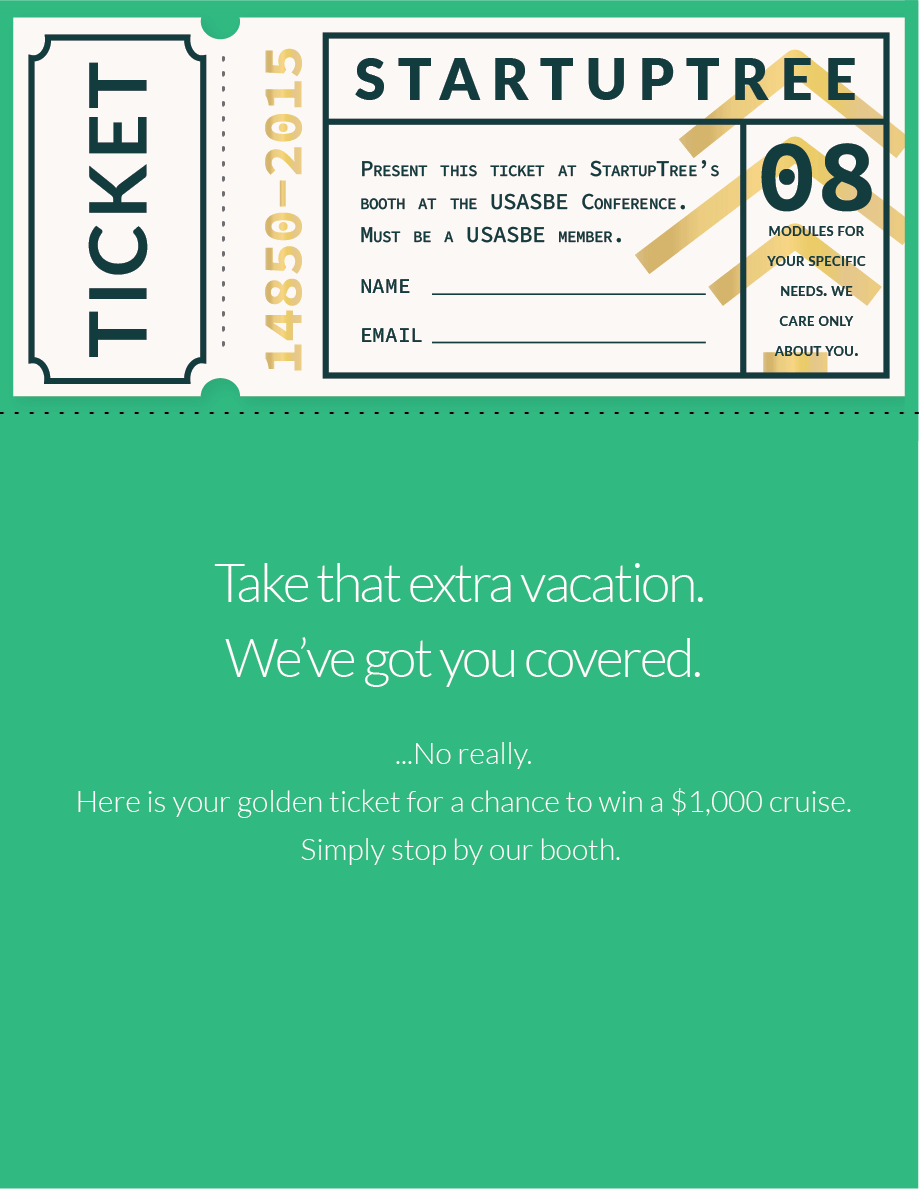 TICKET
14850-2015
STARTUPTREE
Present this ticket at StartupTree's
booth at the USASBE Conference.
Must be a USASBE member.
NAME
EMAIL
08
MODULES FOR
YOUR SPECIFIC
NEEDS. WE
CARE ONLY
ABOUT YOU.
Take that extra vacation.
We've got you covered.
...No really.
Here is your golden ticket for a chance to win a $1,000 cruise.
Simply stop by our booth.